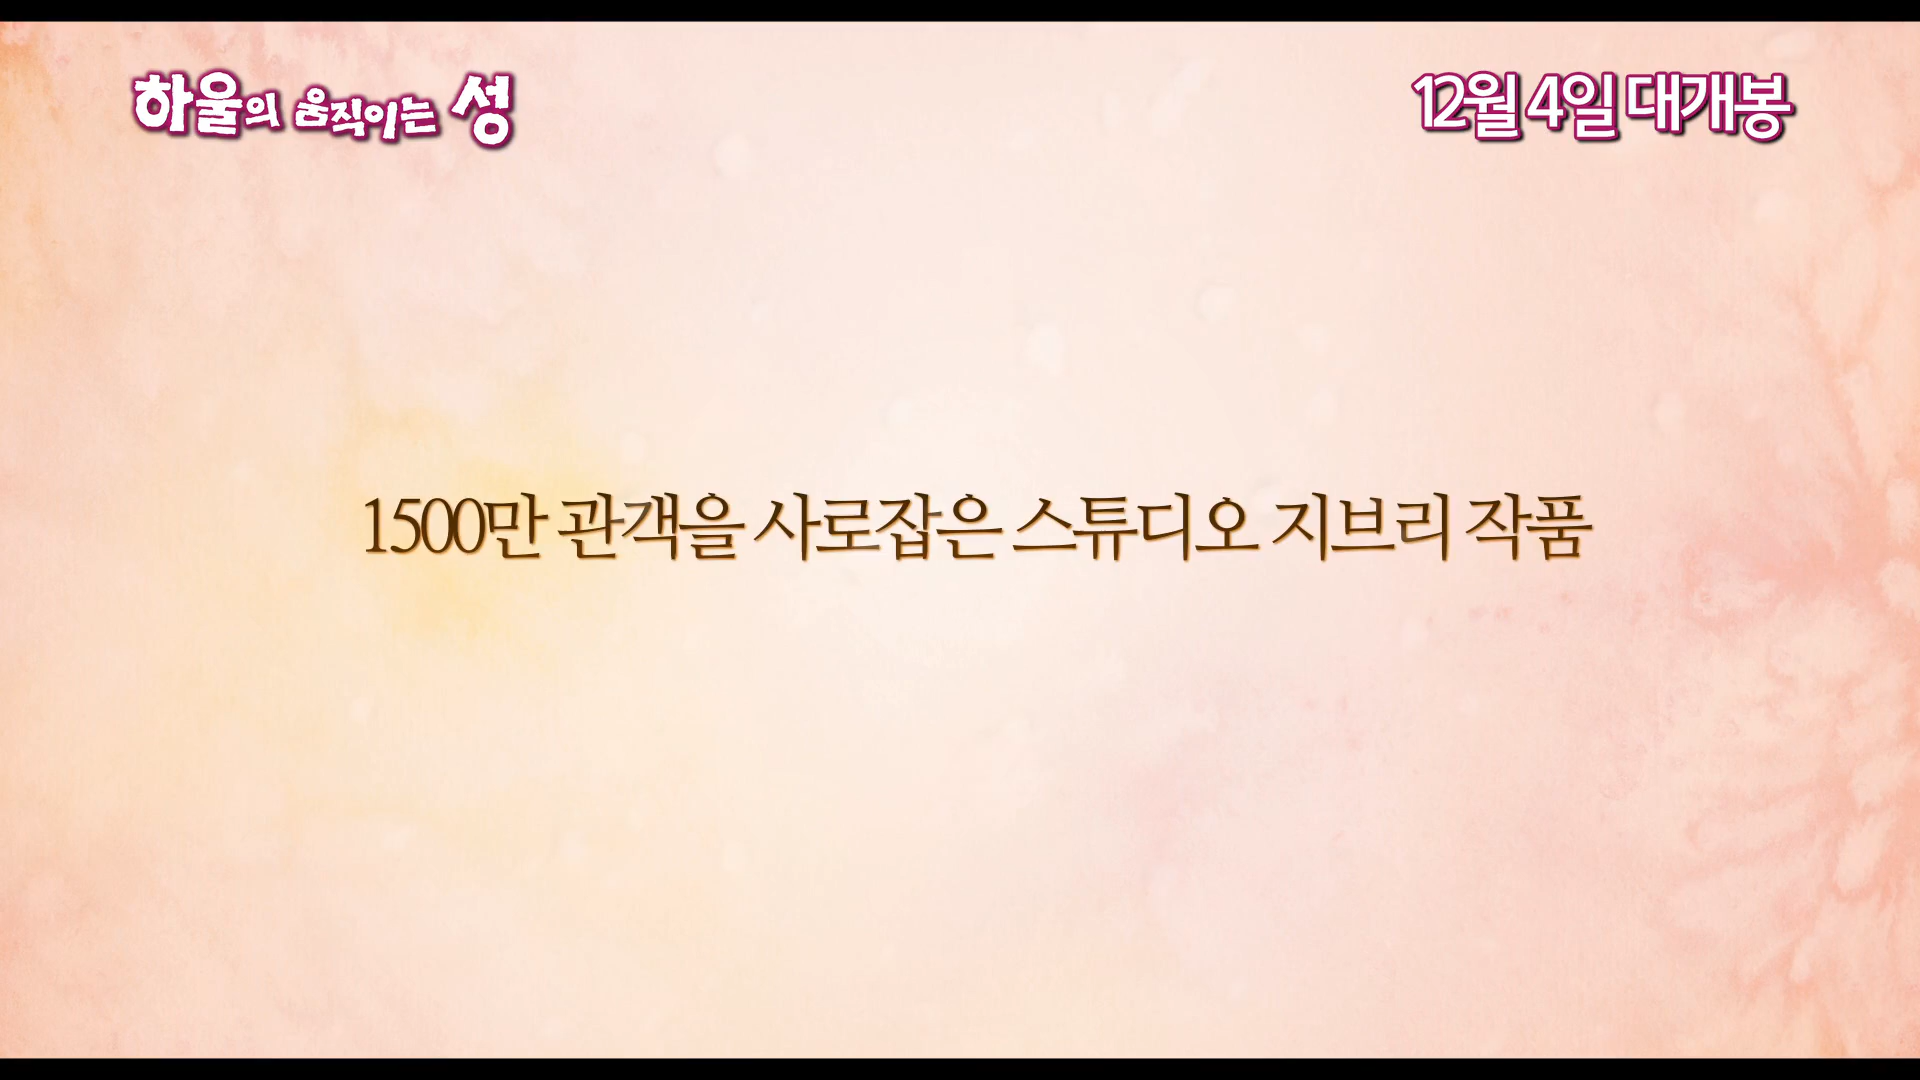 하울의 움직이는 성
12월 4일 대개봉
1500만 관객을 사로잡은 스튜디오 지브리 작품